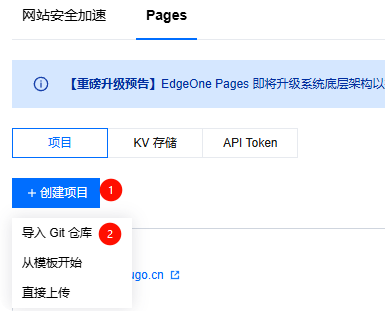 网站安全加速 Pages
【重磅升级预告】EdgeOne Pages 即将升级系统底层架构以
项目 KV 存储 API Token
+ 创建项目 1
导入 Git 仓库 2
从模板开始
ugo.cn
直接上传